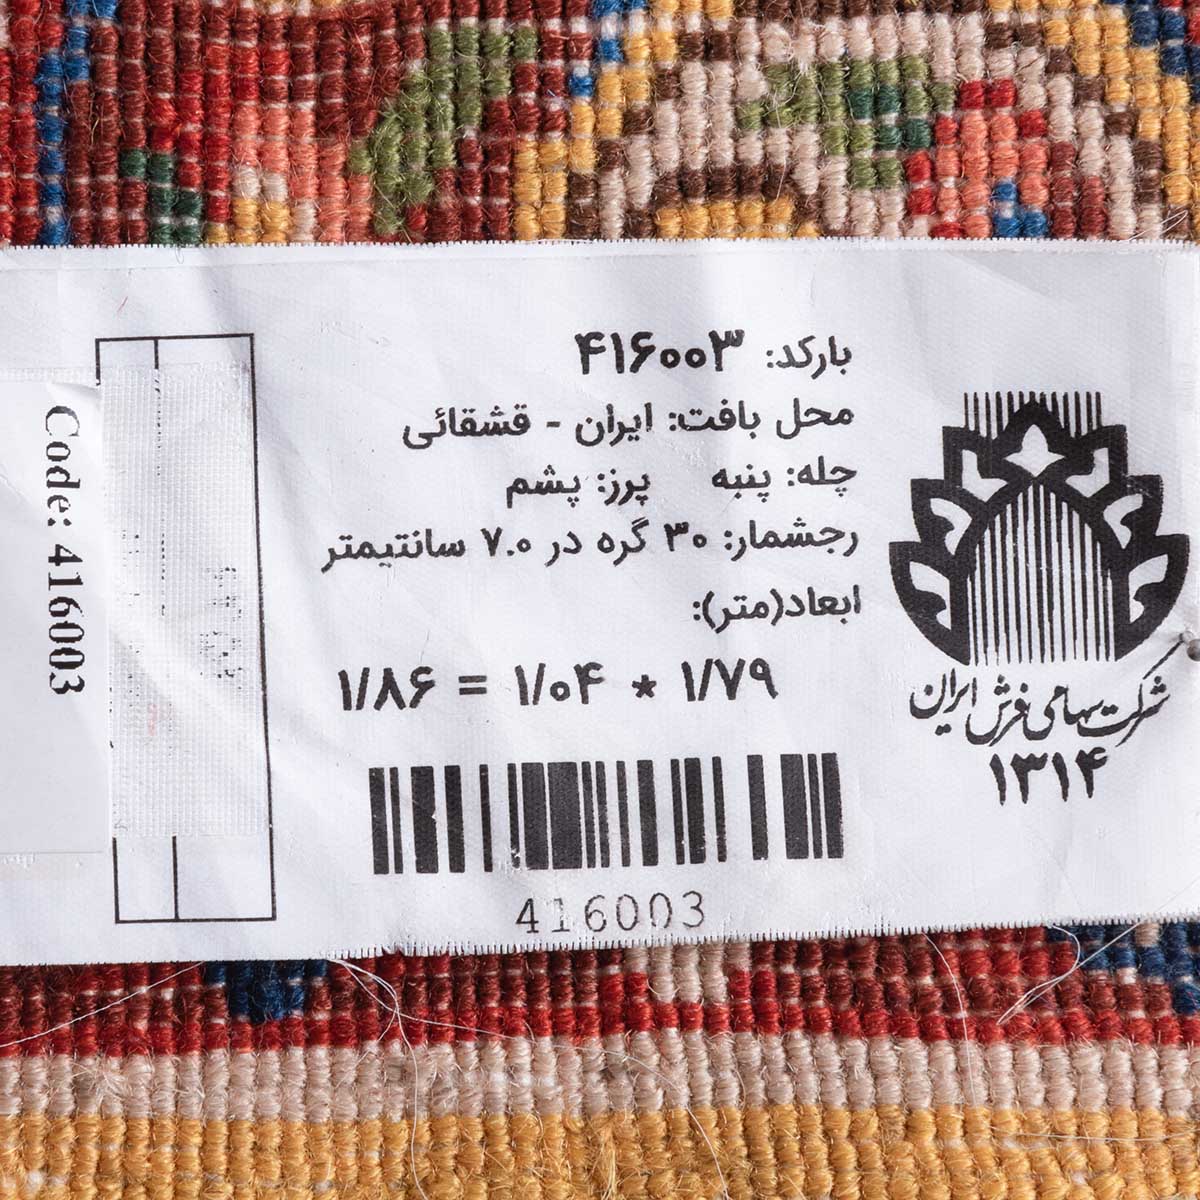 بارکد: ۴۱۶۰۰۳
محل بافت: ایران - قشقائی
چله: پنبه پرز: پشم
رجشمار: ۳۰ گره در ۷.۰ سانتیمتر
ابعاد(متر):
۱/۷۹ * ۱/۰۴ = ۱/۸۶
416003
شرکت سهامی فرش ایران
۱۳۱۴
Code: 416003